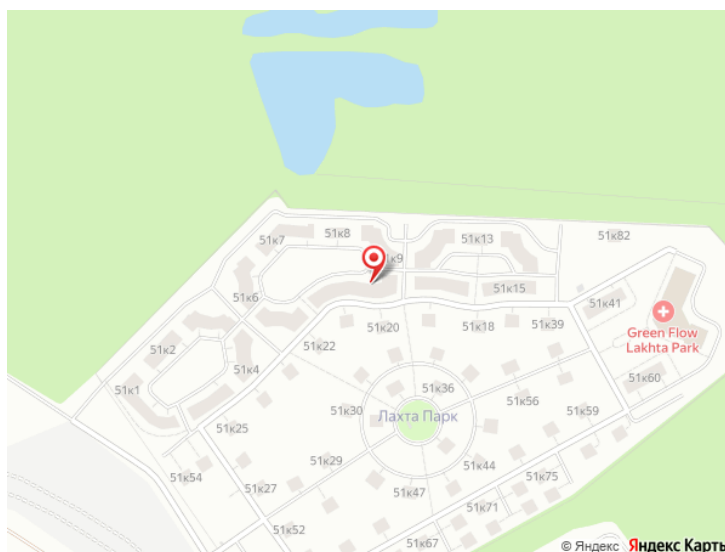 51к8
51к7
51к13
51к82
51к9
51к15
51к6
51к41
51к20
51к18
51к39
Green Flow
Lakhta Park
51к22
51к2
51к4
51к60
51к1
51к36
51к56
51к30
Лахта Парк
51к59
51к25
51к29
51к44
51к54
51к27
51к47
51к75
51к71
51к52
51к67
© Яндекс Яндекс Карты